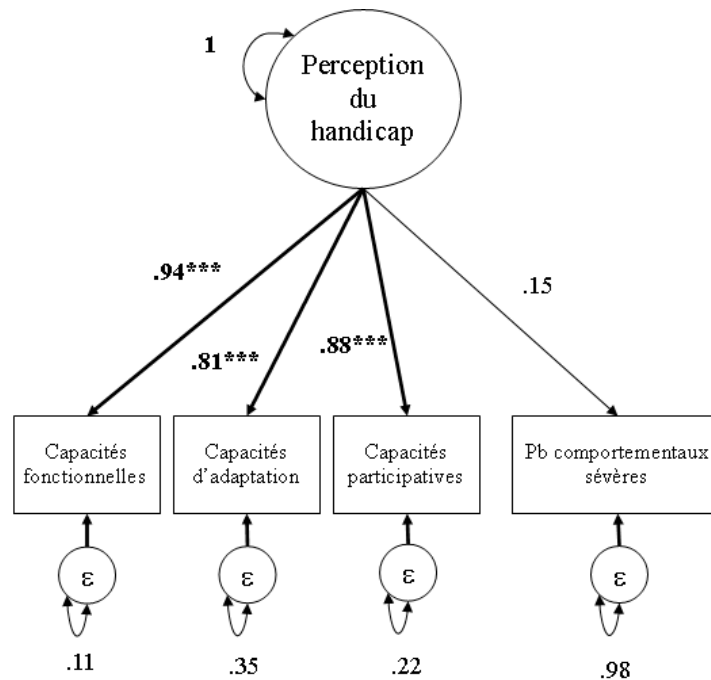 1
Perception
du
handicap
.94***
.81***
.88***
.15
Capacités
fonctionnelles
Capacités
d'adaptation
Capacités
participatives
Pb comportementaux
sévères
ε
ε
ε
ε
.11
.35
.22
.98